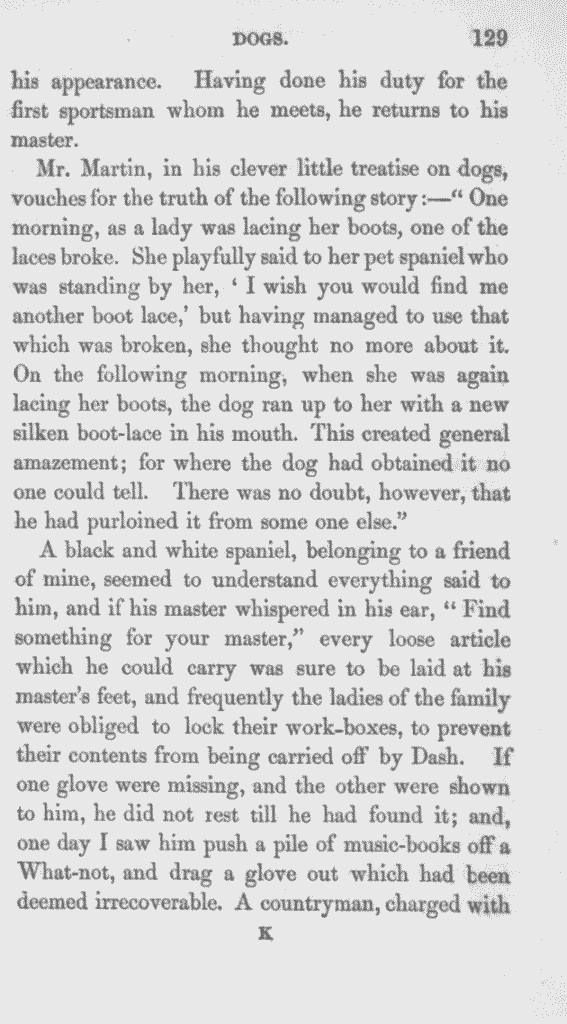 DOGS. 129
his appearance. Having done his duty for the
first sportsman whom he meets, he returns to his
master.
Mr. Martin, in his clever little treatise on dogs,
vouches for the truth of the following story:—“ One
morning, as a lady was lacing her boots, one of the
laces broke. She playfully said to her pet spaniel who
was standing by her, ‘ I wish you would find me
another boot lace,’ but having managed to use that
which was broken, she thought no more about it.
On the following morning, when she was again
lacing her boots, the dog ran up to her with a new
silken boot-lace in his mouth. This created general
amazement; for where the dog had obtained it no
one could tell. There was no doubt, however, that
he had purloined it from some one else.”
A black and white spaniel, belonging to a friend
of mine, seemed to understand everything said to
him, and if his master whispered in his ear, “ Find
something for your master,” every loose article
which he could carry was sure to be laid at his
master’s feet, and frequently the ladies of the family
were obliged to lock their work-boxes, to prevent
their contents from being carried off by Dash. If
one glove were missing, and the other were shown
to him, he did not rest till he had found it; and,
one day I saw him push a pile of music-books off a
What-not, and drag a glove out which had been
deemed irrecoverable. A countryman, charged with
K